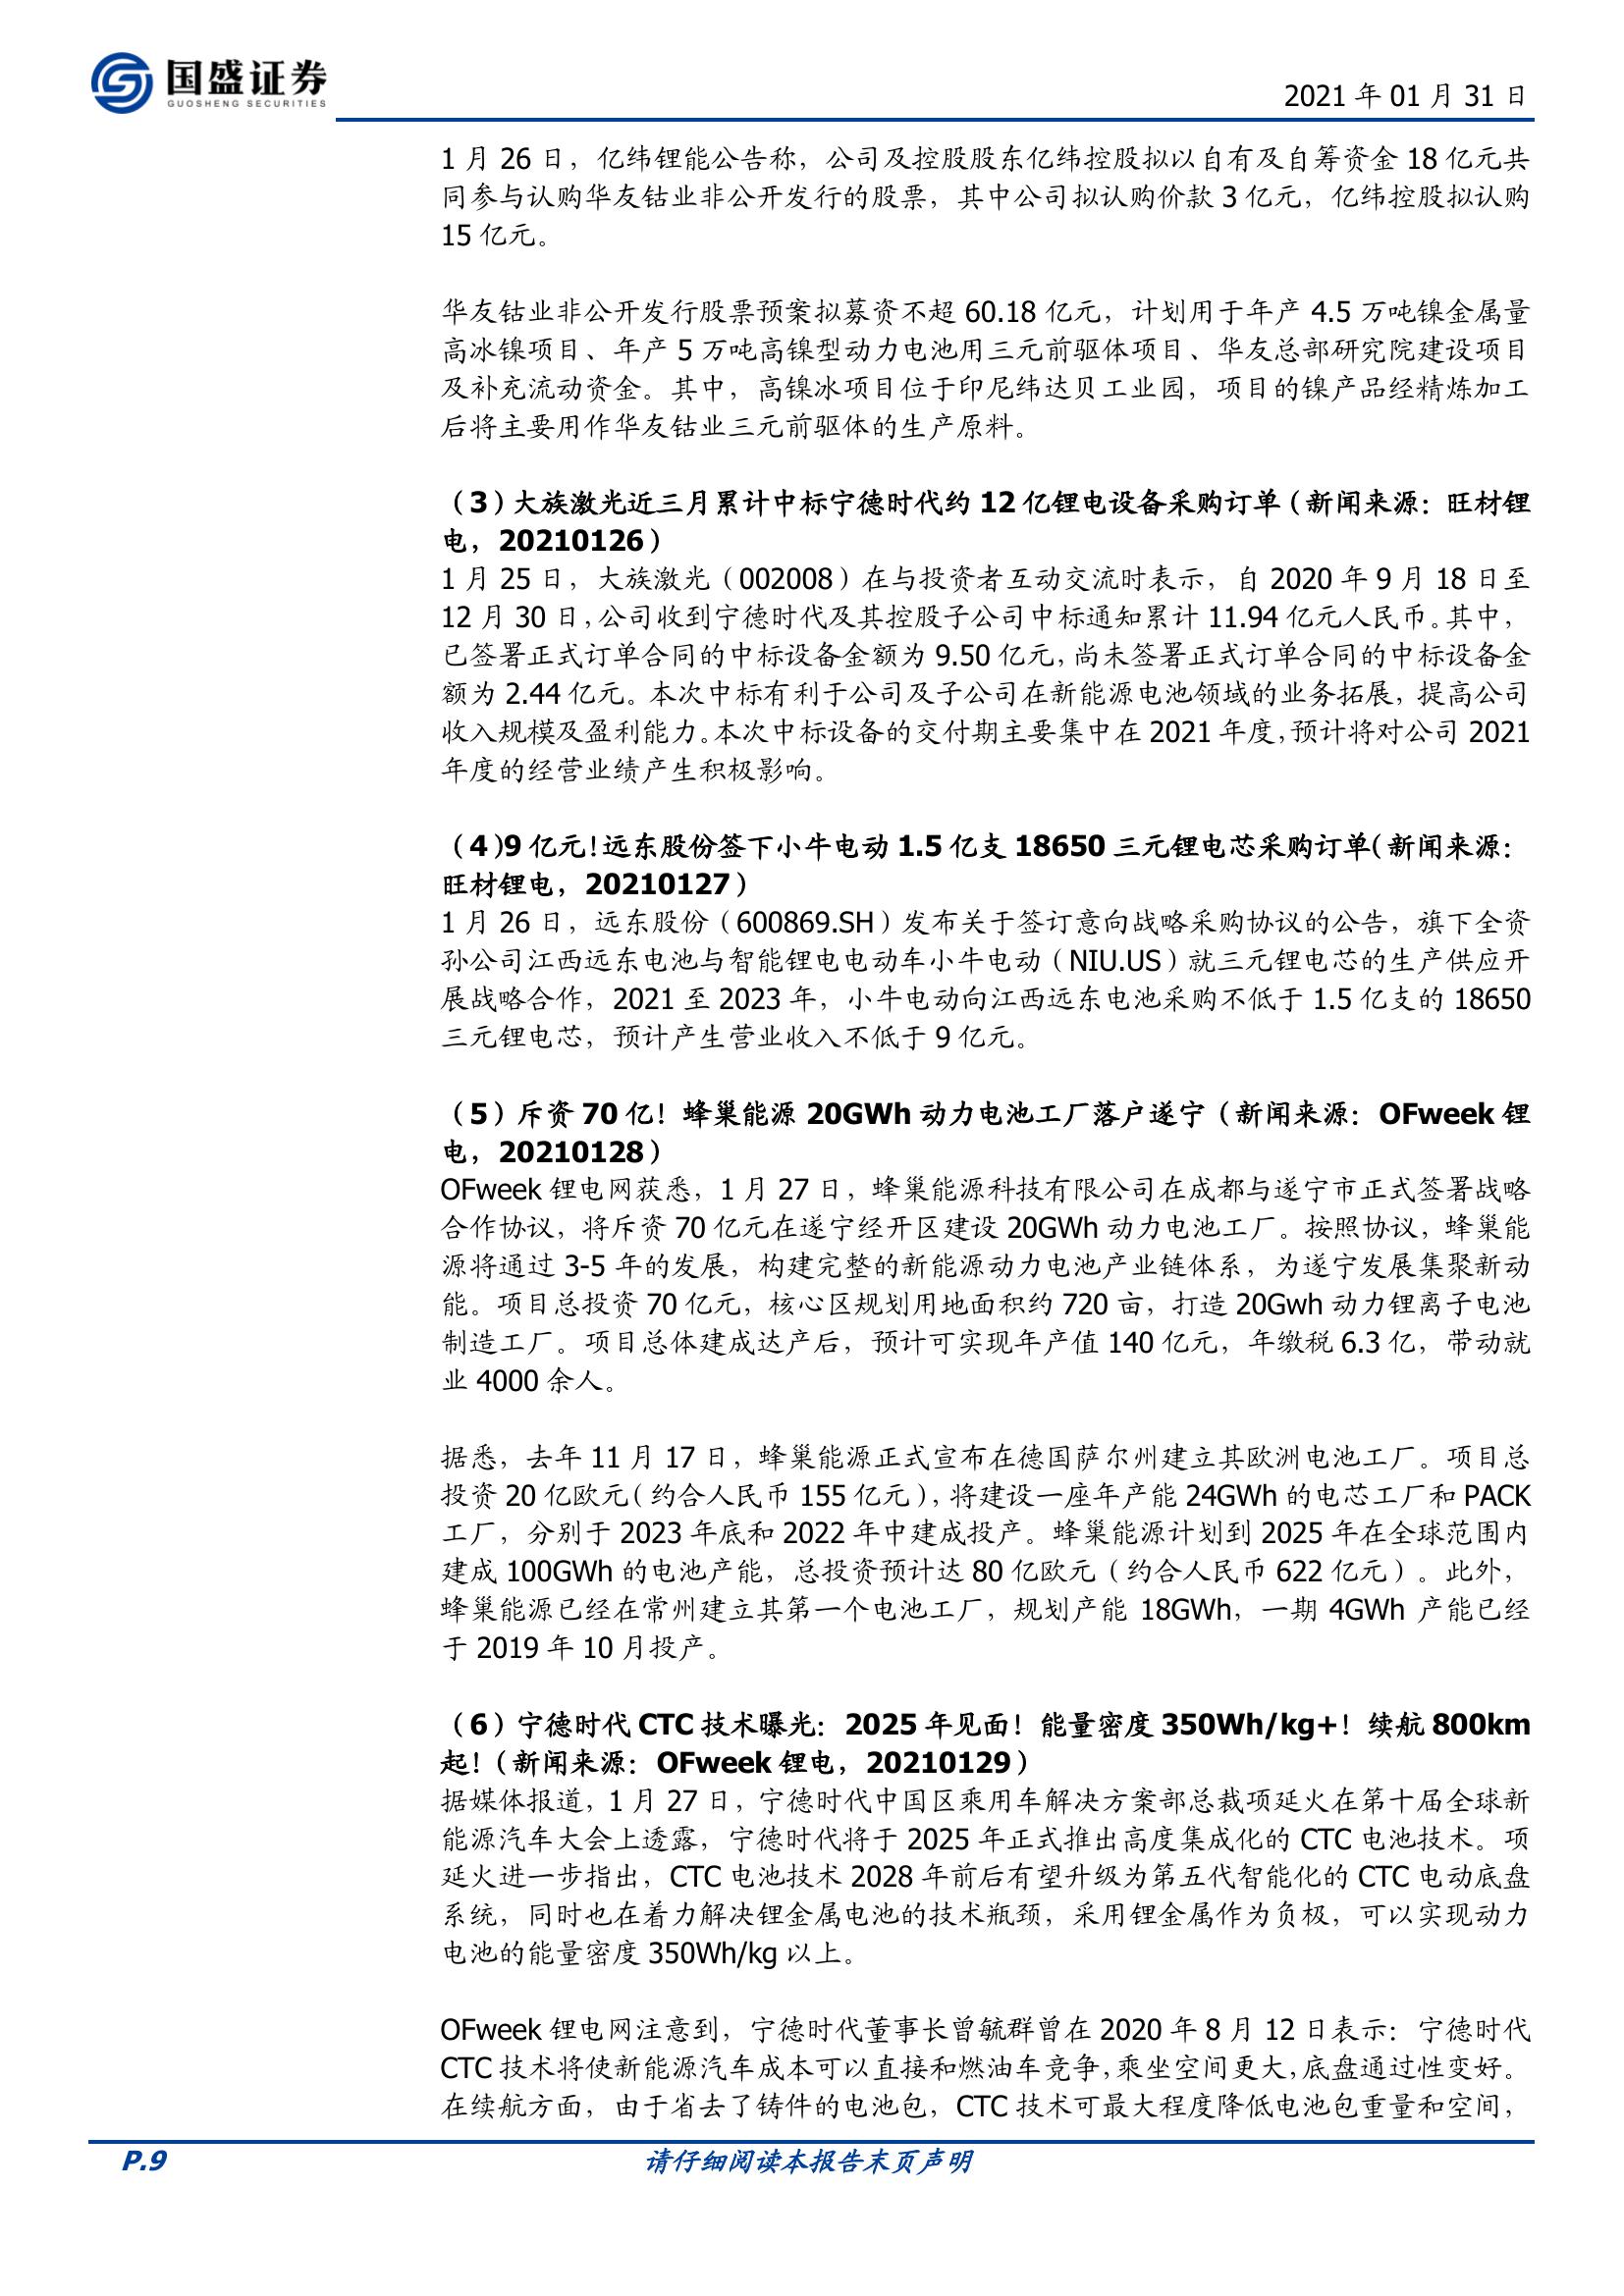 国盛证券
GUOSHENG SECURITIES
2021 年 01 月 31 日
1 月 26 日，亿纬锂能公告称，公司及控股股东亿纬控股拟以自有及自筹资金 18 亿元共
同参与认购华友钴业非公开发行的股票，其中公司拟认购价款 3 亿元，亿纬控股拟认购
15 亿元。
华友钴业非公开发行股票预案拟募资不超 60.18 亿元，计划用于年产 4.5 万吨镍金属量
高冰镍项目、年产 5 万吨高镍型动力电池用三元前驱体项目、华友总部研究院建设项目
及补充流动资金。其中，高镍冰项目位于印尼纬达贝工业园，项目的镍产品经精炼加工
后将主要用作华友钴业三元前驱体的生产原料。
（3）大族激光近三月累计中标宁德时代约 12 亿锂电设备采购订单（新闻来源：旺材锂
电，20210126）
1 月 25 日，大族激光（002008）在与投资者互动交流时表示，自 2020 年 9 月 18 日至
12 月 30 日，公司收到宁德时代及其控股子公司中标通知累计 11.94 亿元人民币。其中，
已签署正式订单合同的中标设备金额为 9.50 亿元，尚未签署正式订单合同的中标设备金
额为 2.44 亿元。本次中标有利于公司及子公司在新能源电池领域的业务拓展，提高公司
收入规模及盈利能力。本次中标设备的交付期主要集中在 2021 年度，预计将对公司 2021
年度的经营业绩产生积极影响。
（4）9 亿元！远东股份签下小牛电动 1.5 亿支 18650 三元锂电芯采购订单（新闻来源：
旺材锂电，20210127）
1 月 26 日，远东股份（600869.SH）发布关于签订意向战略采购协议的公告，旗下全资
孙公司江西远东电池与智能锂电电动车小牛电动（NIU.US）就三元锂电芯的生产供应开
展战略合作，2021 至 2023 年，小牛电动向江西远东电池采购不低于 1.5 亿支的 18650
三元锂电芯，预计产生营业收入不低于 9 亿元。
（5）斥资 70 亿！蜂巢能源 20GWh 动力电池工厂落户遂宁（新闻来源：OFweek 锂
电，20210128）
OFweek 锂电网获悉，1 月 27 日，蜂巢能源科技有限公司在成都与遂宁市正式签署战略
合作协议，将斥资 70 亿元在遂宁经开区建设 20GWh 动力电池工厂。按照协议，蜂巢能
源将通过 3-5 年的发展，构建完整的新能源动力电池产业链体系，为遂宁发展集聚新动
能。项目总投资 70 亿元，核心区规划用地面积约 720 亩，打造 20Gwh 动力锂离子电池
制造工厂。项目总体建成达产后，预计可实现年产值 140 亿元，年缴税 6.3 亿，带动就
业 4000 余人。
据悉，去年 11 月 17 日，蜂巢能源正式宣布在德国萨尔州建立其欧洲电池工厂。项目总
投资 20 亿欧元（约合人民币 155 亿元），将建设一座年产能 24GWh 的电芯工厂和 PACK
工厂，分别于 2023 年底和 2022 年中建成投产。蜂巢能源计划到 2025 年在全球范围内
建成 100GWh 的电池产能，总投资预计达 80 亿欧元（约合人民币 622 亿元）。此外，
蜂巢能源已经在常州建立其第一个电池工厂，规划产能 18GWh，一期 4GWh 产能已经
于 2019 年 10 月投产。
（6）宁德时代 CTC 技术曝光：2025 年见面！能量密度 350Wh/kg+！续航 800km
起！（新闻来源：OFweek 锂电，20210129）
据媒体报道，1 月 27 日，宁德时代中国区乘用车解决方案部总裁项延火在第十届全球新
能源汽车大会上透露，宁德时代将于 2025 年正式推出高度集成化的 CTC 电池技术。项
延火进一步指出，CTC 电池技术 2028 年前后有望升级为第五代智能化的 CTC 电动底盘
系统，同时也在着力解决锂金属电池的技术瓶颈，采用锂金属作为负极，可以实现动力
电池的能量密度 350Wh/kg 以上。
OFweek 锂电网注意到，宁德时代董事长曾毓群曾在 2020 年 8 月 12 日表示：宁德时代
CTC 技术将使新能源汽车成本可以直接和燃油车竞争，乘坐空间更大，底盘通过性变好。
在续航方面，由于省去了铸件的电池包，CTC 技术可最大程度降低电池包重量和空间，
P.9
请仔细阅读本报告末页声明